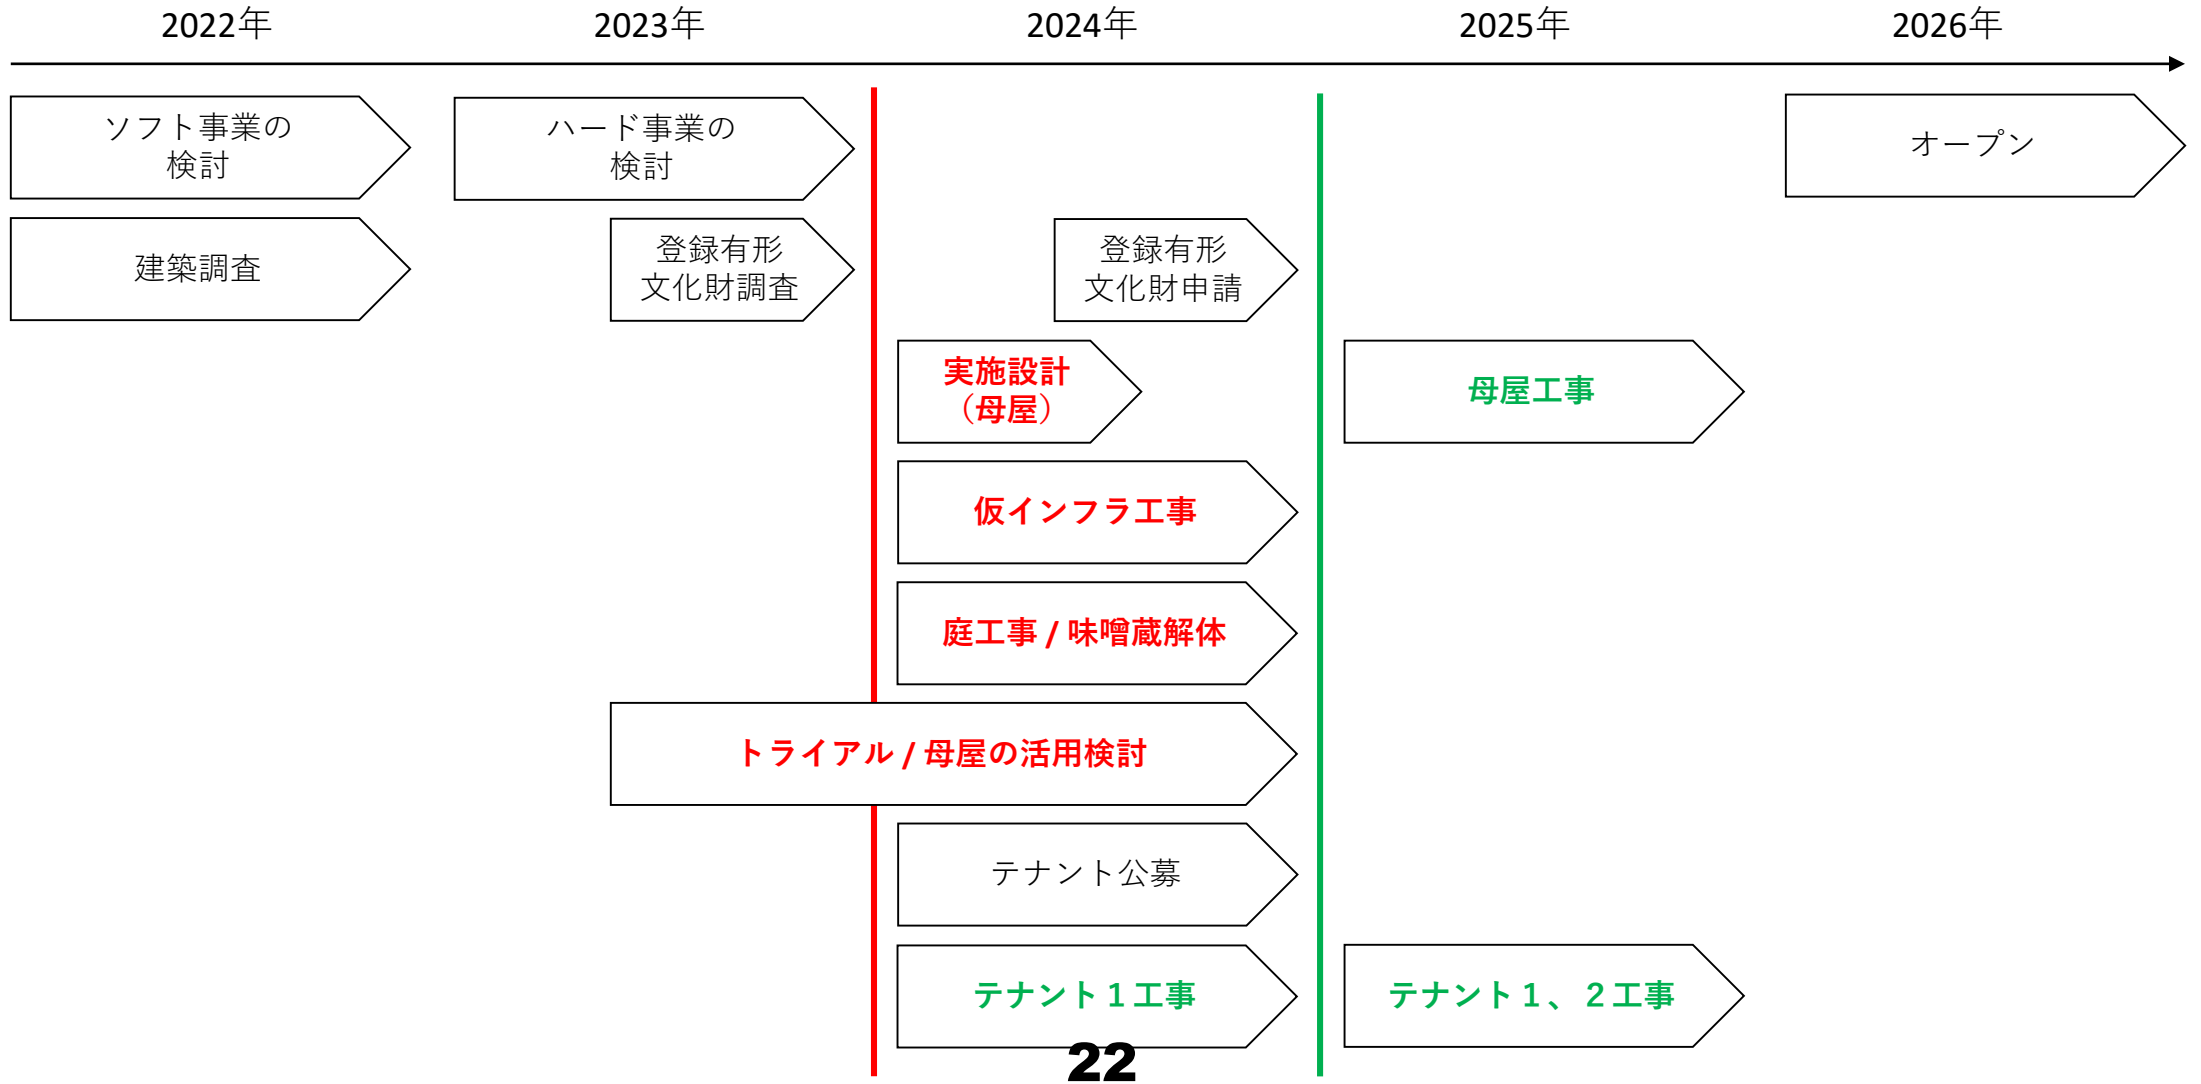 2022年
2023年
2024年
2025年
2026年
ソフト事業の
検討
ハード事業の
検討
オープン
建築調査
登録有形
文化財調査
登録有形
文化財申請
実施設計
（母屋）
母屋工事
仮インフラ工事
庭工事 / 味噌蔵解体
トライアル / 母屋の活用検討
テナント公募
テナント１工事
テナント１、２工事
22